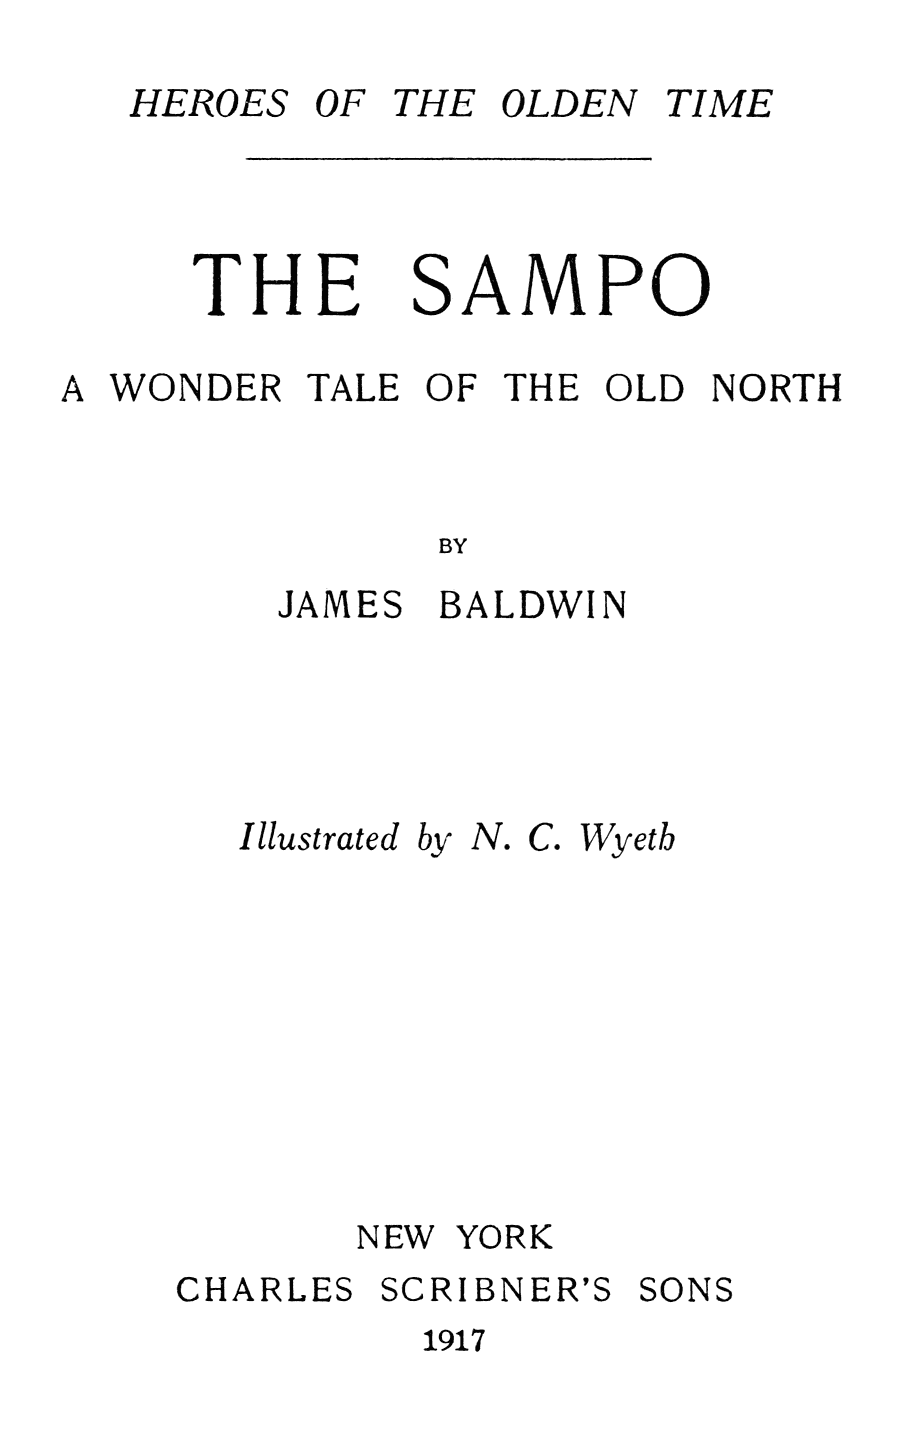 HEROES OF THE OLDEN TIME
THE SAMPO
A WONDER TALE OF THE OLD NORTH
BY
JAMES BALDWIN
Illustrated by N. C. Wyeth
NEW YORK
CHARLES SCRIBNER'S SONS
1917